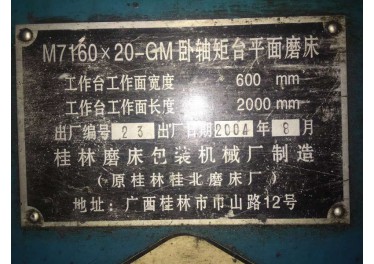 M7160×20-GM 卧轴矩台平面磨床
工作台工作面宽度 600 mm
工作台工作面长度 2000 mm
出厂编号 23 出厂日期 2004 年 8 月
桂林磨床包装机械厂制造
(原桂林桂北磨床厂)
地址:广西桂林市巾山路12号